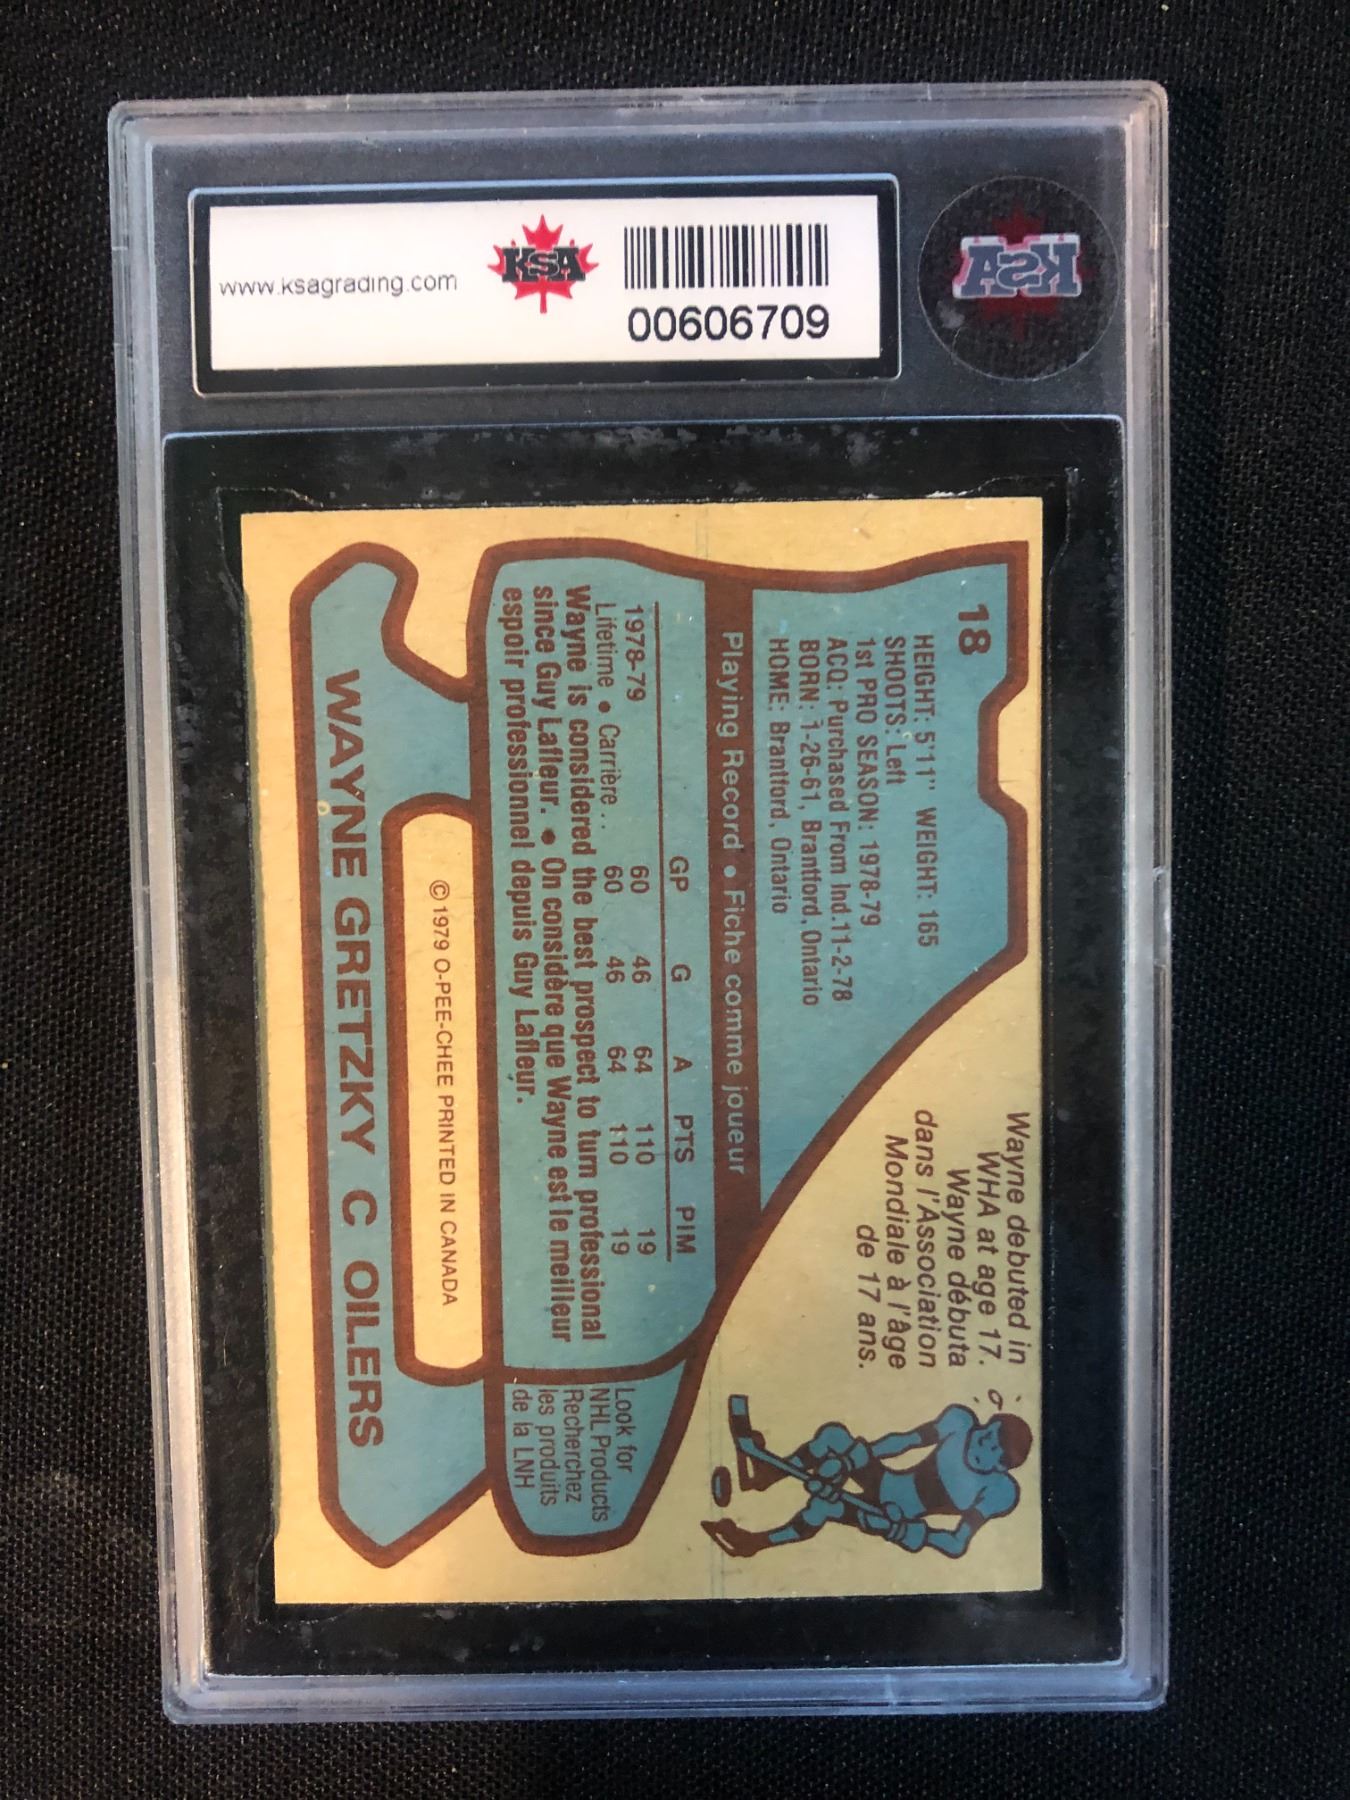 www.ksagrading.com
KSA
00606709
KSA
18
HEIGHT: 5'11" WEIGHT: 165
SHOOTS: Left
1st PRO SEASON: 1978-79
ACQ: Purchased From Ind. 11-2-78
BORN: 1-26-61, Brantford, Ontario
HOME: Brantford, Ontario
Wayne debuted in
WHA at age 17.
Wayne débuta
dans l'Association
Mondiale à l'âge
de 17 ans.
Playing Record • Fiche comme joueur
GP G A PTS PIM
1978-79 60 46 64 110 19
Lifetime • Carrière.. 60 46 64 110 19
Wayne is considered the best prospect to turn professional
since Guy Lafleur. • On considère que Wayne est le meilleur
espoir professionnel depuis Guy Lafleur.
Look for
NHL Products
Recherchez
les produits
de la LNH
© 1979 O-PEE-CHEE PRINTED IN CANADA
WAYNE GRETZKY C OILERS